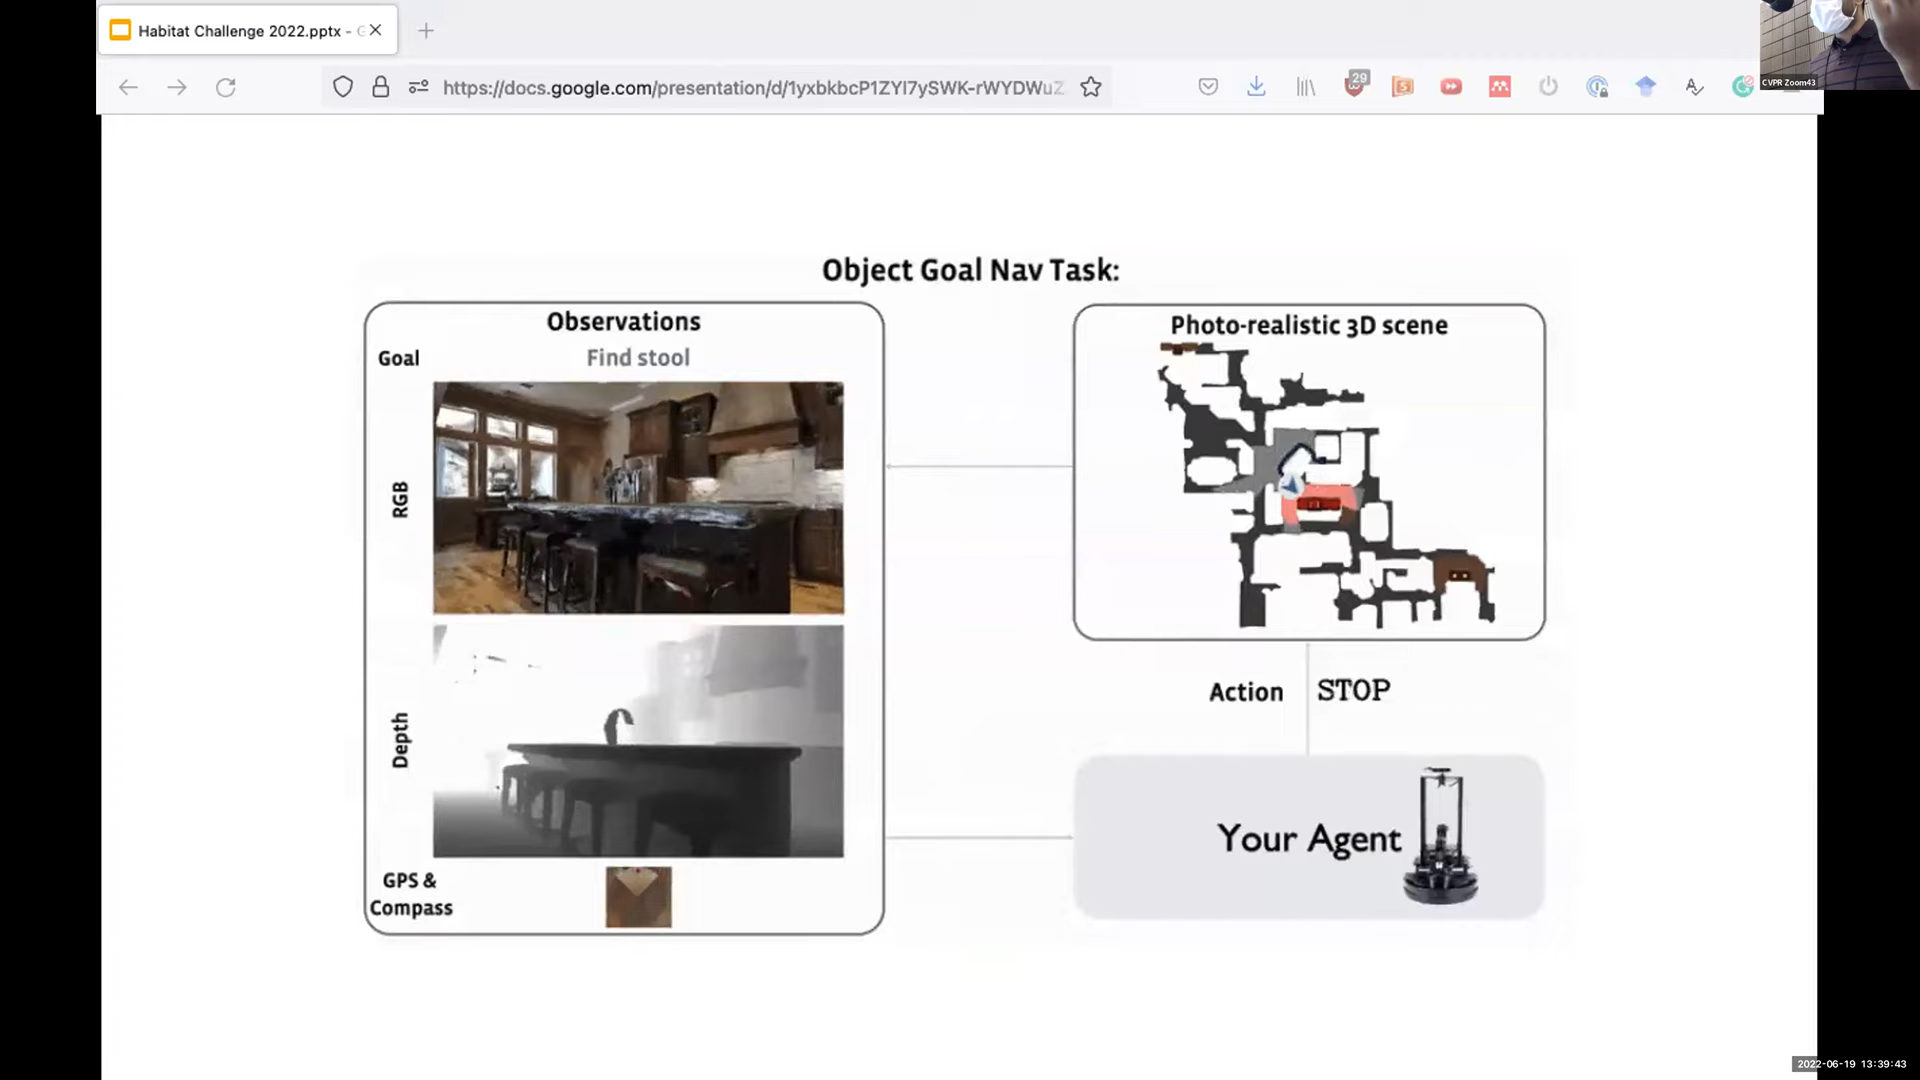 Habitat Challenge 2022.pptx - G
https://docs.google.com/presentation/d/1yxbkbcP1ZYl7ySWK-rWYDWuZ
29
CVPR Zoom43
Object Goal Nav Task:
Observations
Goal
Find stool
RGB
Depth
GPS &
Compass
Photo-realistic 3D scene
Action
STOP
Your Agent
2022-06-19 13:39:43